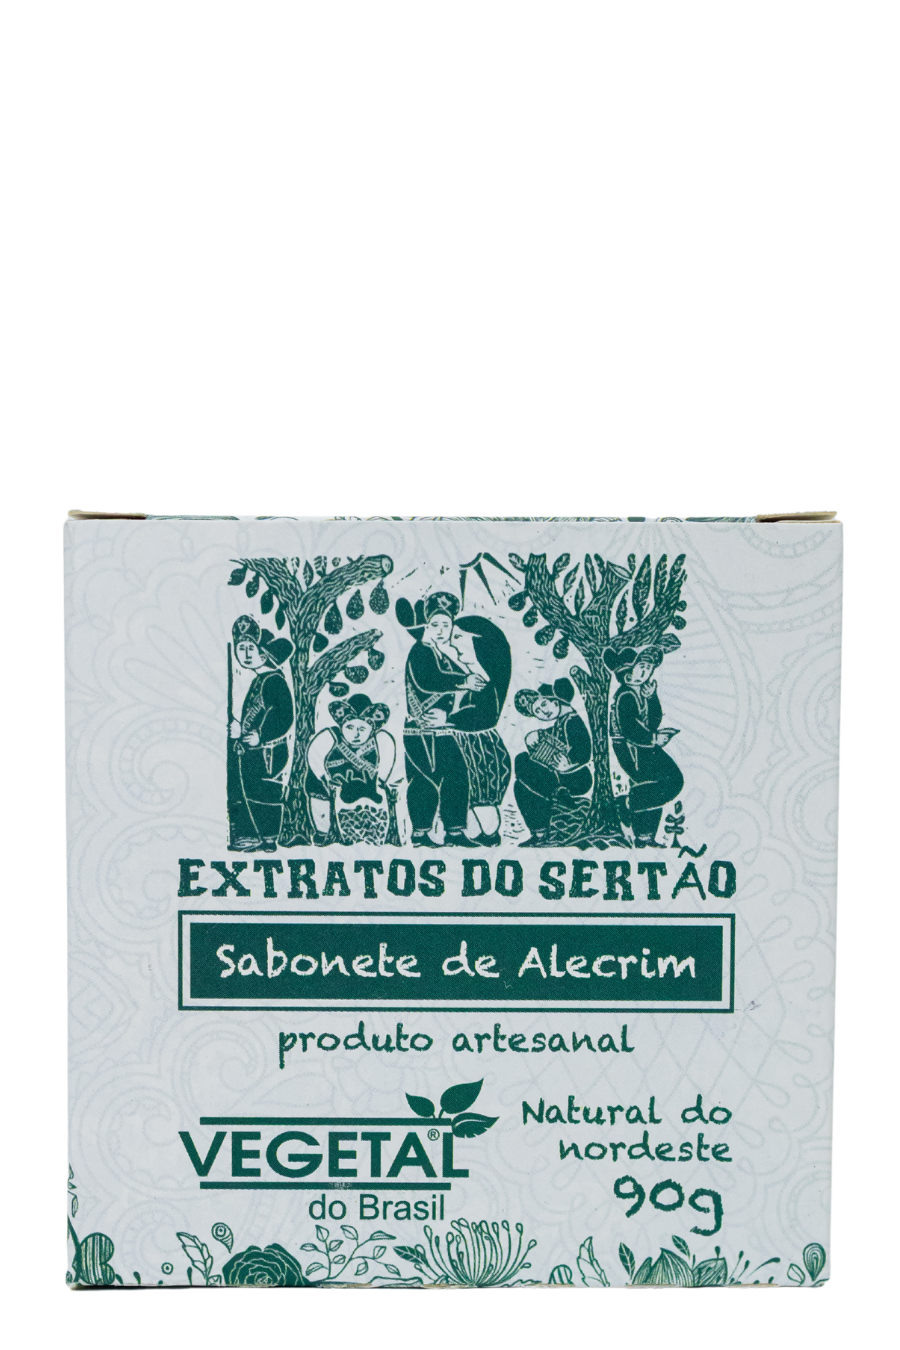 EXTRATOS DO SERTÃO
Sabonete de Alecrim
produto artesanal
VEGETAL®
do Brasil
Natural do
nordeste
90g